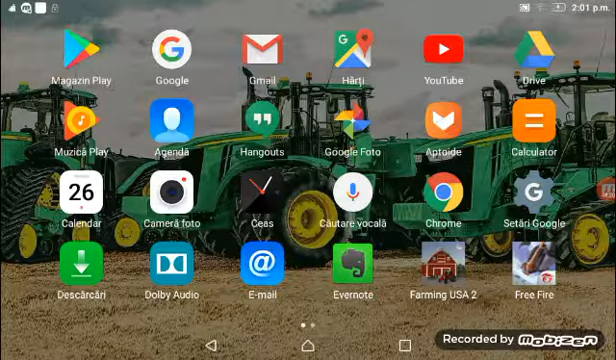 2:01 p.m.
Magazin Play
Google
Gmail
Hărți
YouTube
Drive
Muzică Play
Agendă
Hangouts
Google Foto
Aptoide
Calculator
26
Calendar
Cameră foto
Ceas
Căutare vocală
Chrome
Setări Google
Descărcări
Dolby Audio
E-mail
Evernote
Farming USA 2
Free Fire
Recorded by
mobizen